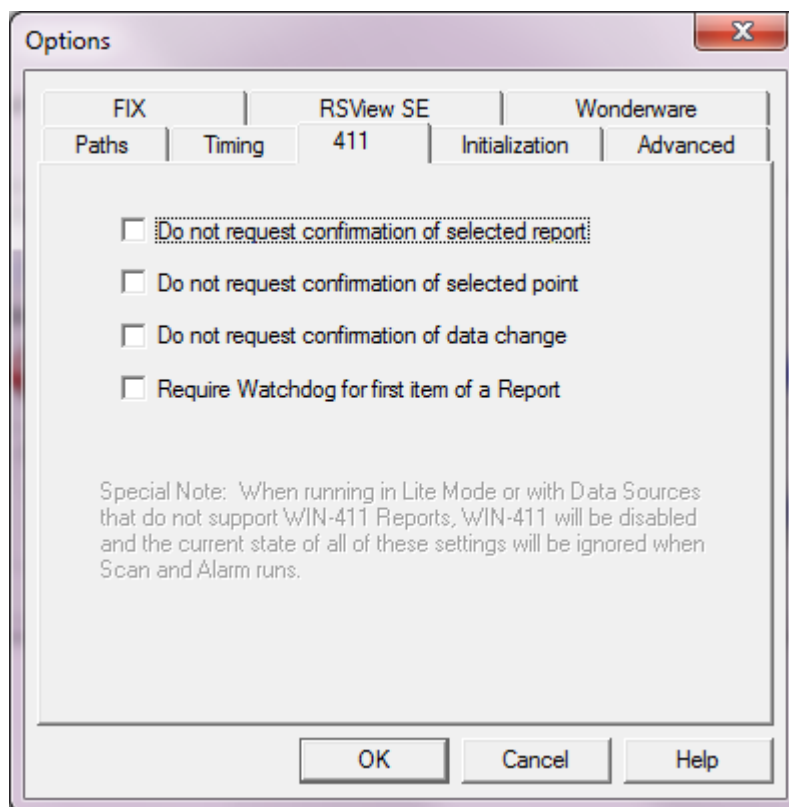 Options
FIX RSView SE Wonderware
Paths Timing 411 Initialization Advanced
Do not request confirmation of selected report
Do not request confirmation of selected point
Do not request confirmation of data change
Require Watchdog for first item of a Report
Special Note: When running in Lite Mode or with Data Sources
that do not support WIN-411 Reports, WIN-411 will be disabled
and the current state of all of these settings will be ignored when
Scan and Alarm runs.
OK Cancel Help